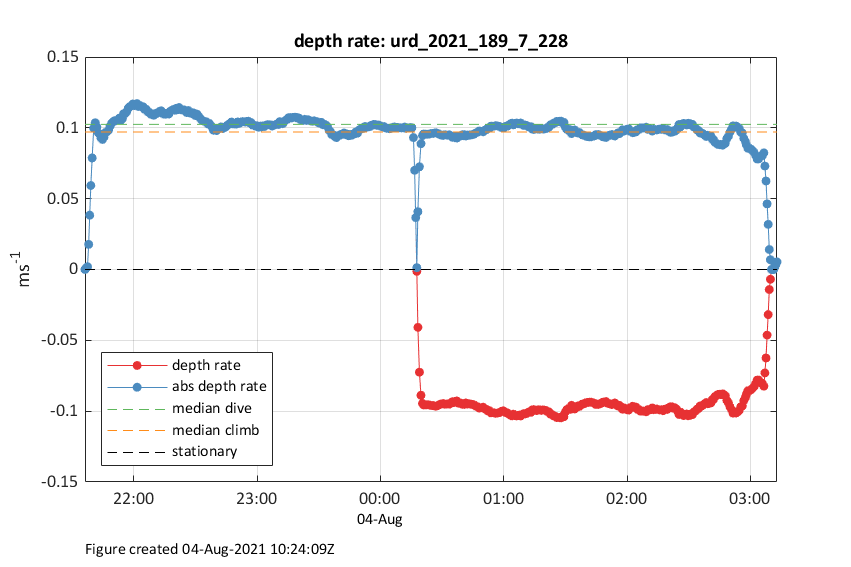 depth rate: urd_2021_189_7_228
0.15
0.1
0.05
0
-0.05
-0.1
-0.15
ms-1
depth rate
abs depth rate
median dive
median climb
stationary
22:00 23:00 00:00 01:00 02:00 03:00
04-Aug
Figure created 04-Aug-2021 10:24:09Z